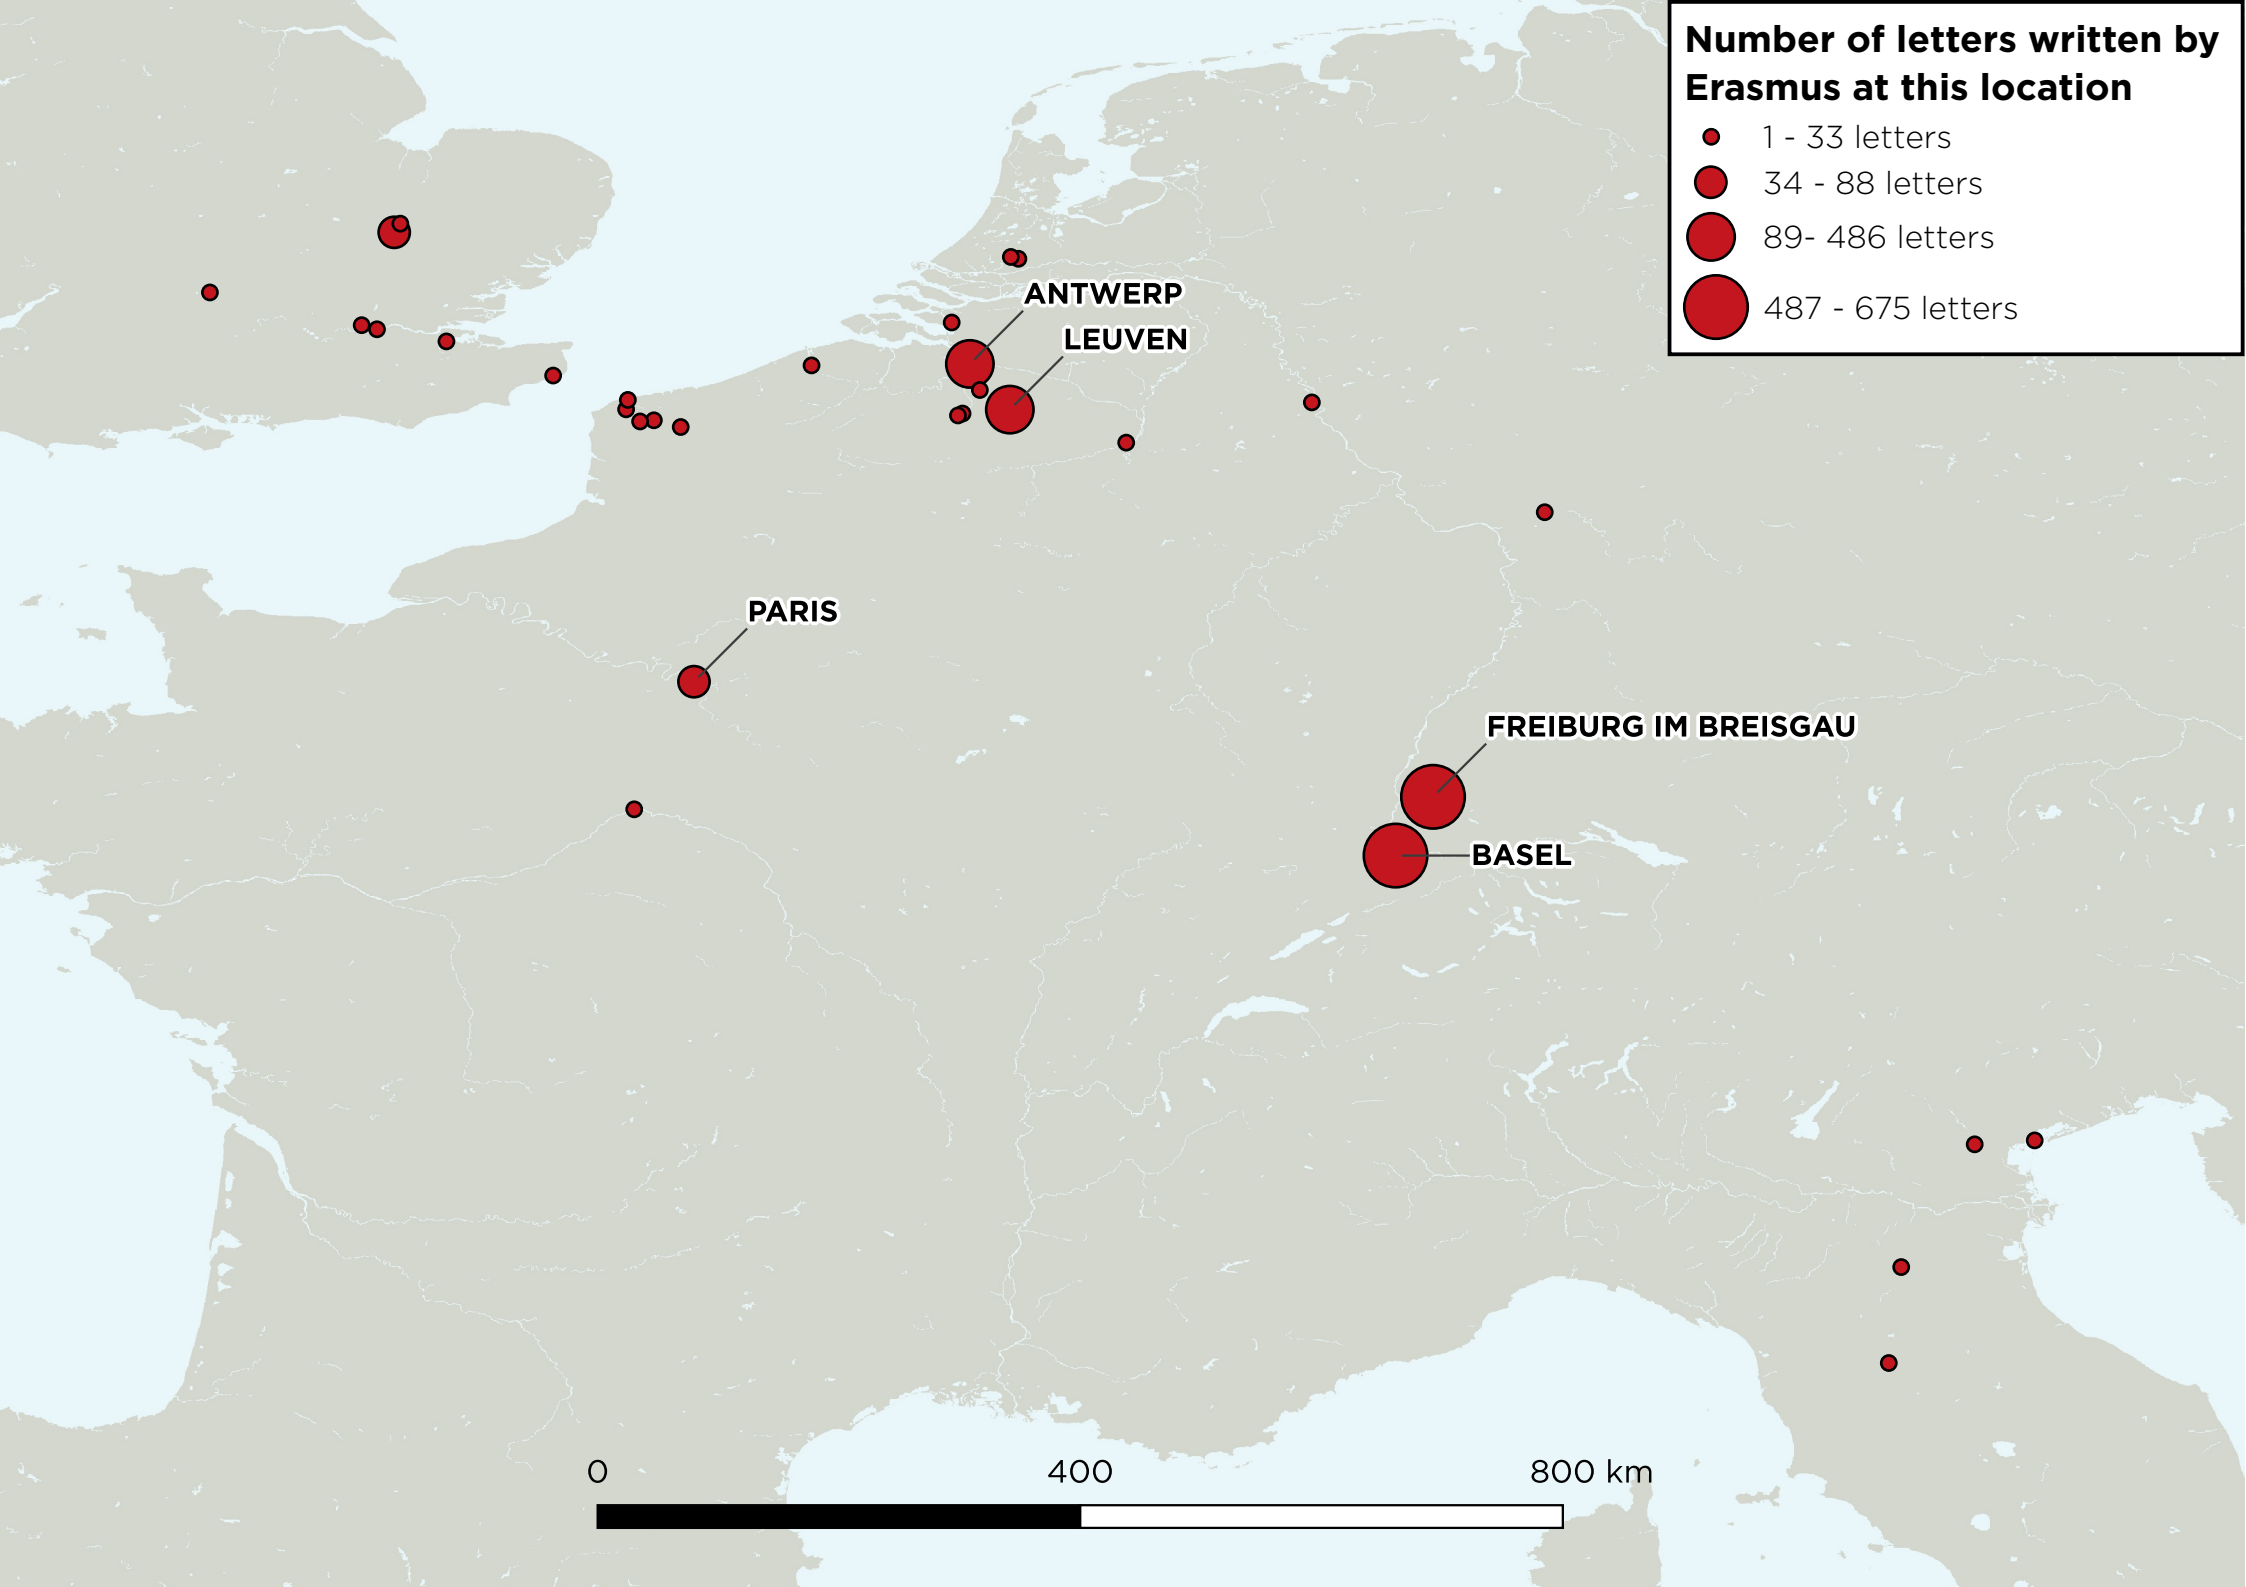 Number of letters written by
Erasmus at this location
1 - 33 letters
34 - 88 letters
89- 486 letters
487 - 675 letters
ANTWERP
LEUVEN
PARIS
FREIBURG IM BREISGAU
BASEL
0 400 800 km